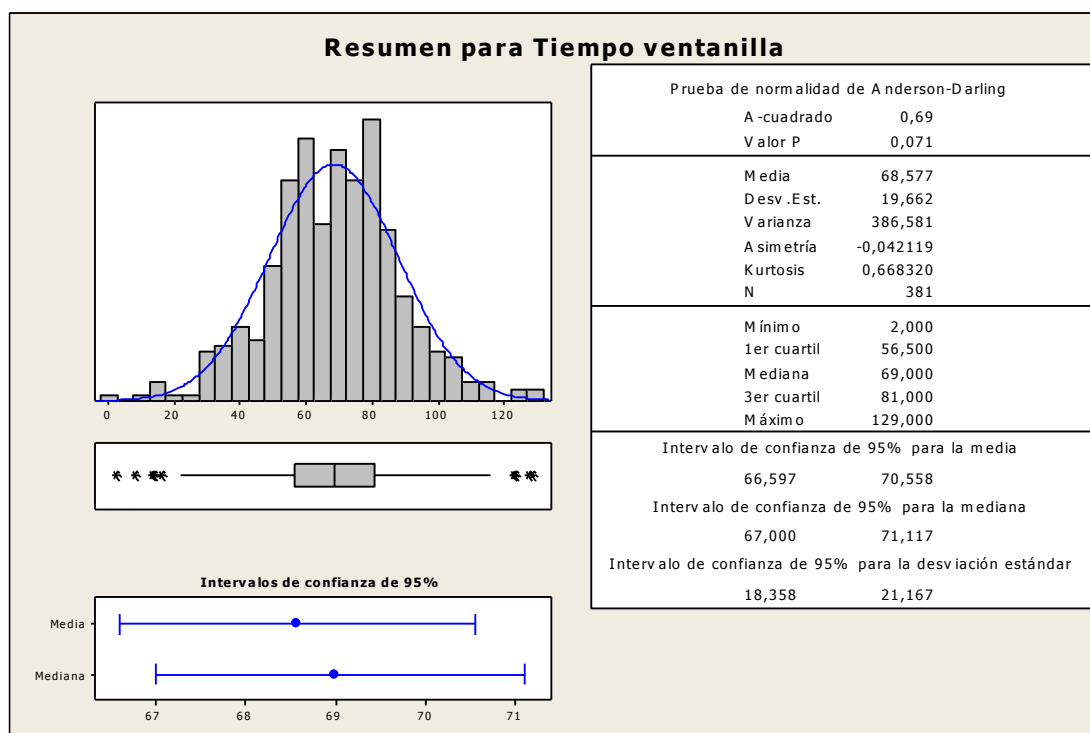 Resumen para Tiempo ventanilla
0 20 40 60 80 100 120
Intervalos de confianza de 95%
Media
Mediana
67 68 69 70 71
Prueba de normalidad de Anderson-Darling
A-cuadrado 0,69
Valor P 0,071
Media 68,577
Desv.Est. 19,662
Varianza 386,581
Asimetría -0,042119
Kurtosis 0,668320
N 381
Mínimo 2,000
1er cuartil 56,500
Mediana 69,000
3er cuartil 81,000
Máximo 129,000
Intervalo de confianza de 95% para la media
66,597 70,558
Intervalo de confianza de 95% para la mediana
67,000 71,117
Intervalo de confianza de 95% para la desviación estándar
18,358 21,167